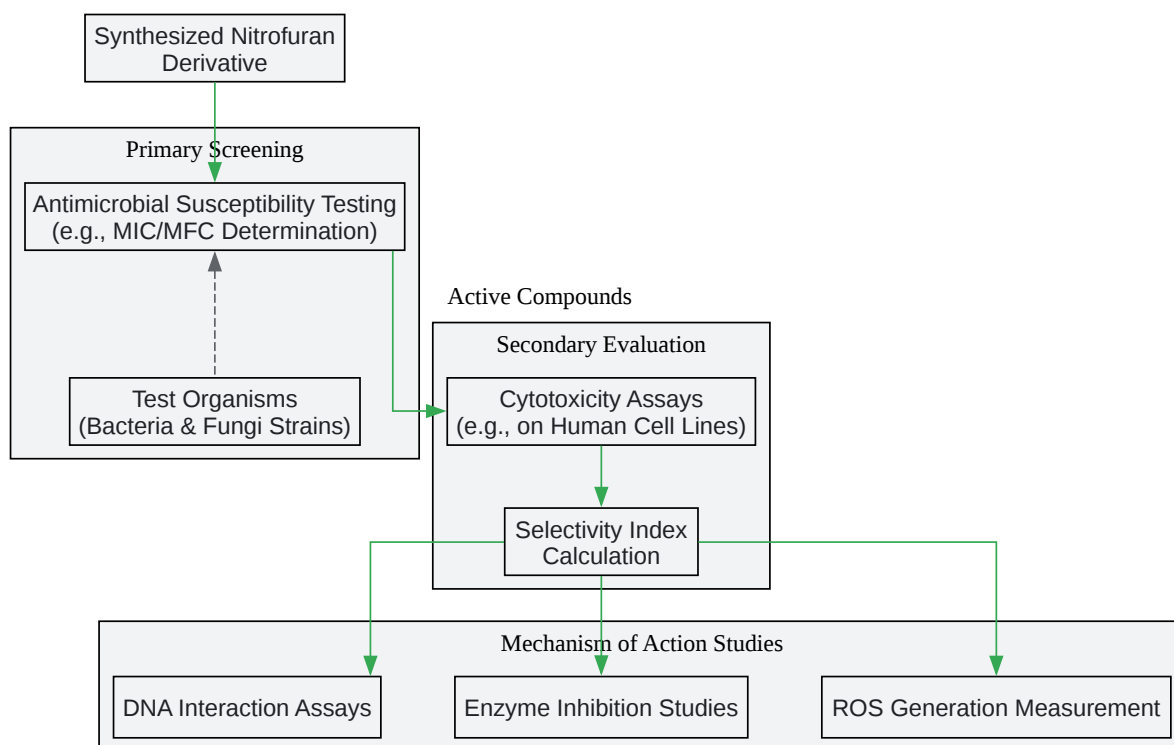 Synthesized Nitrofuran
Derivative
Primary Screening
Antimicrobial Susceptibility Testing
(e.g., MIC/MFC Determination)
Test Organisms
(Bacteria & Fungi Strains)
Active Compounds
Secondary Evaluation
Cytotoxicity Assays
(e.g., on Human Cell Lines)
Selectivity Index
Calculation
Mechanism of Action Studies
DNA Interaction Assays
Enzyme Inhibition Studies
ROS Generation Measurement